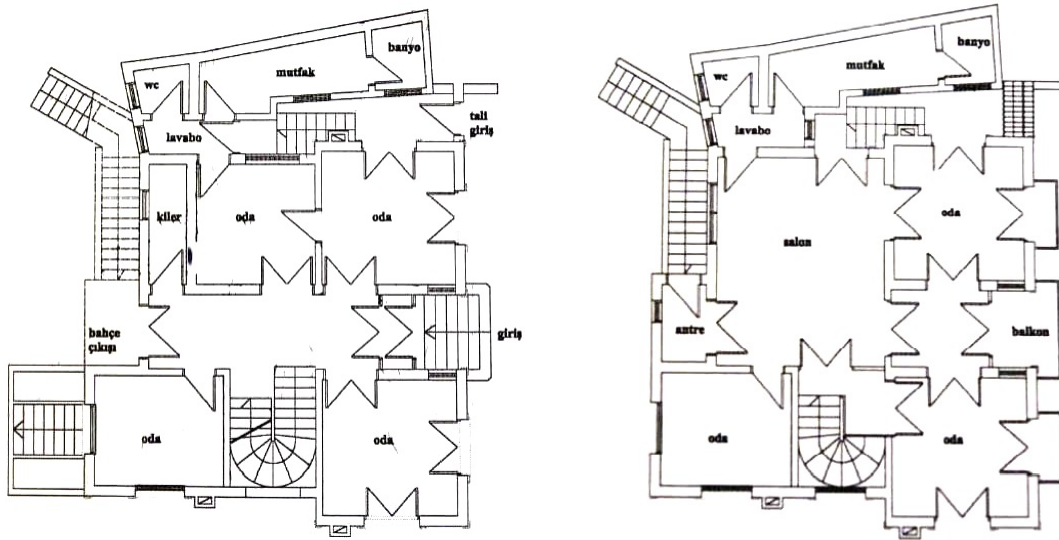 banyo
wc
mutfak
lavabo
tali
giriş
kiler
oda
oda
bahçe
çıkışı
giriş
oda
oda
banyo
wc
mutfak
lavabo
oda
salon
antre
balkon
oda
oda